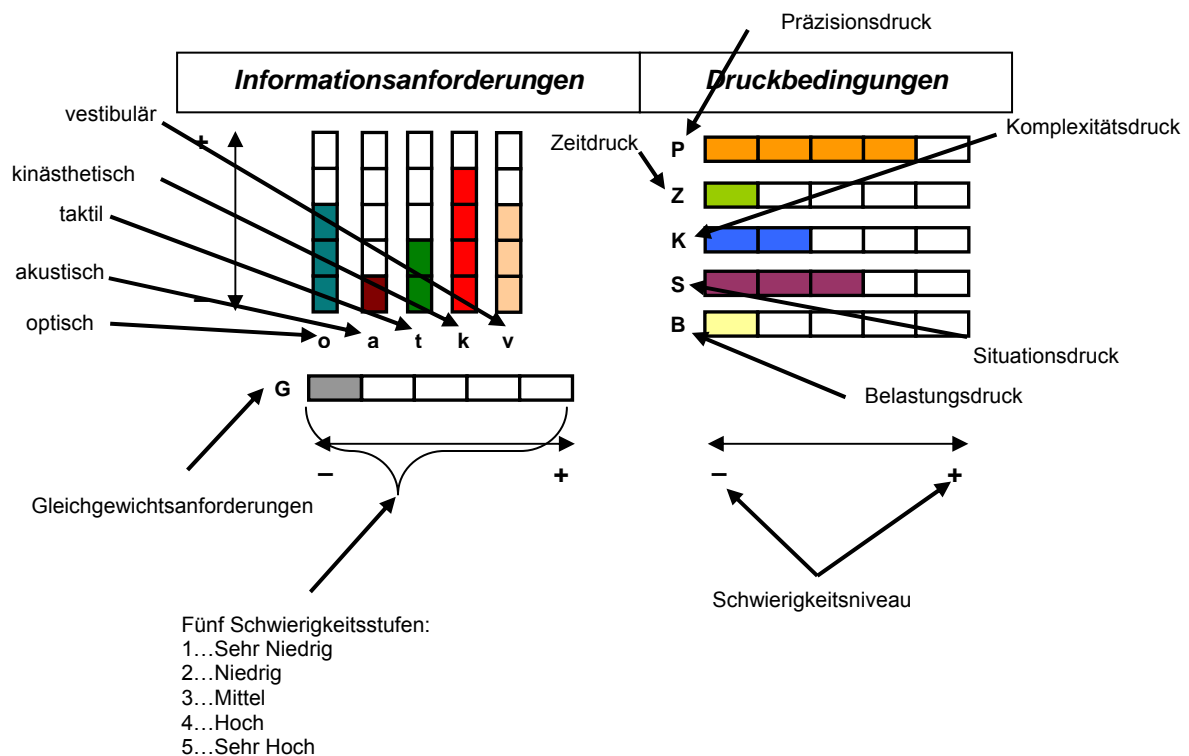 Präzisionsdruck
Informationsanforderungen
Druckbedingungen
vestibulär
kinästhetisch
taktil
akustisch
optisch
+
–
o a t k v
G
–
+
Gleichgewichtsanforderungen
Fünf Schwierigkeitsstufen:
1…Sehr Niedrig
2…Niedrig
3…Mittel
4…Hoch
5…Sehr Hoch
Zeitdruck
Komplexitätsdruck
P
Z
K
S
B
Situationsdruck
Belastungsdruck
–
+
Schwierigkeitsniveau